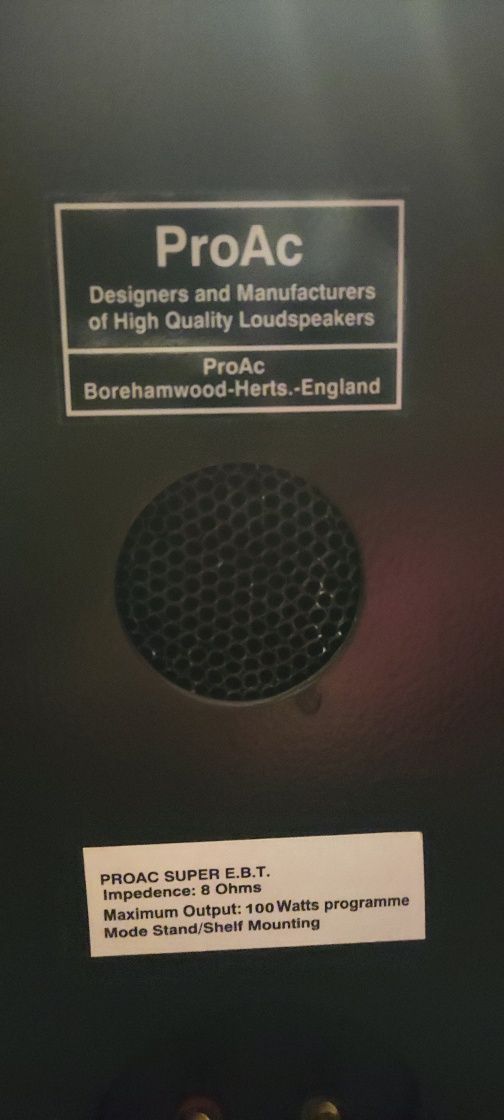 ProAc
Designers and Manufacturers
of High Quality Loudspeakers
ProAc
Borehamwood-Herts.-England
PROAC SUPER E.B.T.
Impedence: 8 Ohms
Maximum Output: 100 Watts programme
Mode Stand/Shelf Mounting